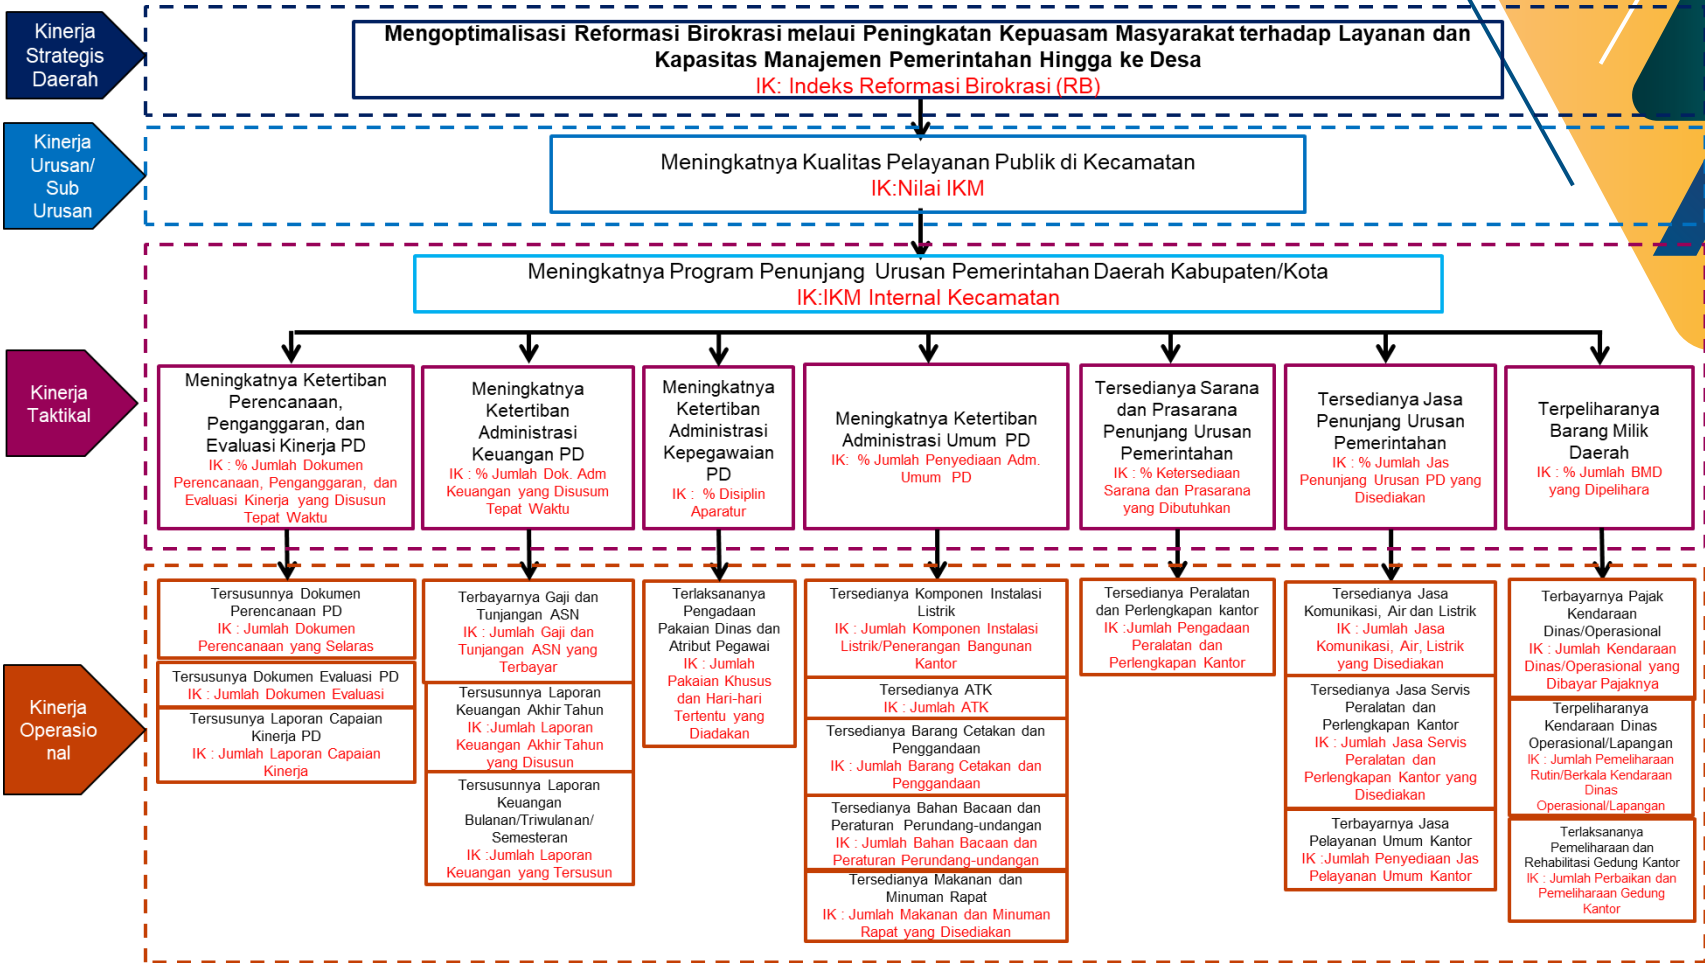 Kinerja
Strategis
Daerah
Mengoptimalisasi Reformasi Birokrasi melaui Peningkatan Kepuasam Masyarakat terhadap Layanan dan
Kapasitas Manajemen Pemerintahan Hingga ke Desa
IK: Indeks Reformasi Birokrasi (RB)
Kinerja
Urusan/
Sub
Urusan
Meningkatnya Kualitas Pelayanan Publik di Kecamatan
IK:Nilai IKM
Kinerja
Taktikal
Meningkatnya Program Penunjang Urusan Pemerintahan Daerah Kabupaten/Kota
IK:IKM Internal Kecamatan
Meningkatnya Ketertiban
Perencanaan,
Penganggaran, dan
Evaluasi Kinerja PD
IK : % Jumlah Dokumen
Perencanaan, Penganggaran, dan
Evaluasi Kinerja yang Disusun
Tepat Waktu
Meningkatnya
Ketertiban
Administrasi
Keuangan PD
IK : % Jumlah Dok. Adm
Keuangan yang Disusum
Tepat Waktu
Meningkatnya
Ketertiban
Administrasi
Kepegawaian
PD
IK : % Disiplin
Aparatur
Meningkatnya Ketertiban
Administrasi Umum PD
IK: % Jumlah Penyediaan Adm.
Umum PD
Tersedianya Sarana
dan Prasarana
Penunjang Urusan
Pemerintahan
IK : % Ketersediaan
Sarana dan Prasarana
yang Dibutuhkan
Tersedianya Jasa
Penunjang Urusan
Pemerintahan
IK : % Jumlah Jas
Penunjang Urusan PD yang
Disediakan
Terpeliharanya
Barang Milik
Daerah
IK : % Jumlah BMD
yang Dipelihara
Kinerja
Operasio
nal
Tersusunnya Dokumen
Perencanaan PD
IK : Jumlah Dokumen
Perencanaan yang Selaras
Tersusunya Dokumen Evaluasi PD
IK : Jumlah Dokumen Evaluasi
Tersusunya Laporan Capaian
Kinerja PD
IK : Jumlah Laporan Capaian
Kinerja
Terbayarnya Gaji dan
Tunjangan ASN
IK : Jumlah Gaji dan
Tunjangan ASN yang
Terbayar
Tersusunnya Laporan
Keuangan Akhir Tahun
IK :Jumlah Laporan
Keuangan Akhir Tahun
yang Disusun
Tersusunnya Laporan
Keuangan
Bulanan/Triwulanan/
Semesteran
IK :Jumlah Laporan
Keuangan yang Tersusun
Terlaksananya
Pengadaan
Pakaian Dinas dan
Atribut Pegawai
IK : Jumlah
Pakaian Khusus
dan Hari-hari
Tertentu yang
Diadakan
Tersedianya Komponen Instalasi
Listrik
IK : Jumlah Komponen Instalasi
Listrik/Penerangan Bangunan
Kantor
Tersedianya ATK
IK : Jumlah ATK
Tersedianya Barang Cetakan dan
Penggandaan
IK : Jumlah Barang Cetakan dan
Penggandaan
Tersedianya Bahan Bacaan dan
Peraturan Perundang-undangan
IK : Jumlah Bahan Bacaan dan
Peraturan Perundang-undangan
Tersedianya Makanan dan
Minuman Rapat
IK : Jumlah Makanan dan Minuman
Rapat yang Disediakan
Tersedianya Peralatan
dan Perlengkapan kantor
IK :Jumlah Pengadaan
Peralatan dan
Perlengkapan Kantor
Tersedianya Jasa
Komunikasi, Air dan Listrik
IK : Jumlah Jasa
Komunikasi, Air, Listrik
yang Disediakan
Tersedianya Jasa Servis
Peralatan dan
Perlengkapan Kantor
IK : Jumlah Jasa Servis
Peralatan dan
Perlengkapan Kantor yang
Disediakan
Terbayarnya Jasa
Pelayanan Umum Kantor
IK :Jumlah Penyediaan Jas
Pelayanan Umum Kantor
Terbayarnya Pajak
Kendaraan
Dinas/Operasional
IK : Jumlah Kendaraan
Dinas/Operasional yang
Dibayar Pajaknya
Terpeliharanya
Kendaraan Dinas
Operasional/Lapangan
IK : Jumlah Pemeliharaan
Rutin/Berkala Kendaraan
Dinas
Operasional/Lapangan
Terlaksananya
Pemeliharaan dan
Rehabilitasi Gedung Kantor
IK : Jumlah Perbaikan dan
Pemeliharaan Gedung
Kantor